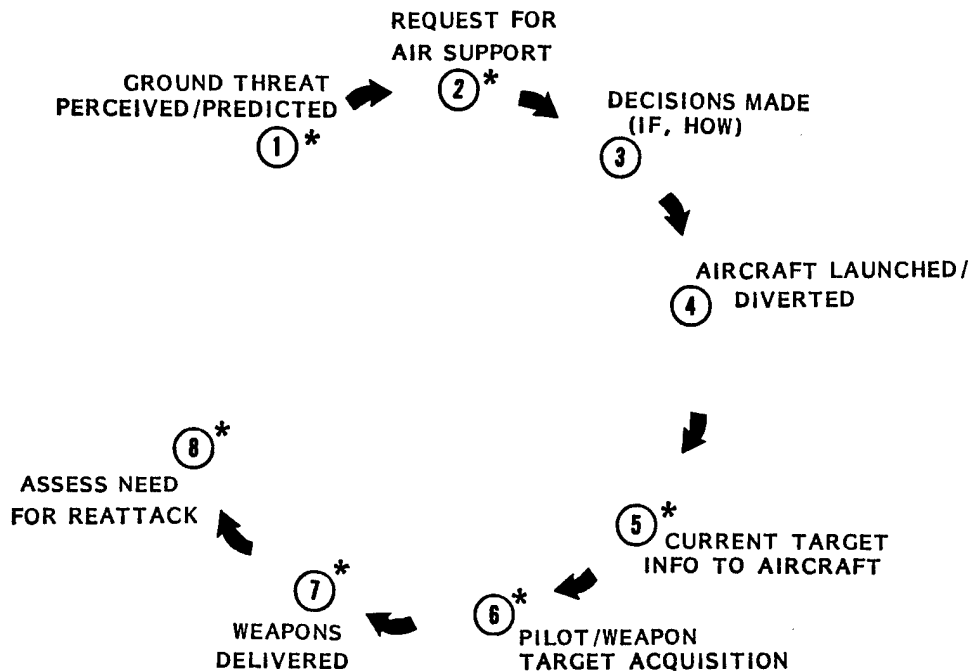 GROUND THREAT
PERCEIVED/PREDICTED
1 *
REQUEST FOR
AIR SUPPORT
2 *
DECISIONS MADE
(IF, HOW)
3
AIRCRAFT LAUNCHED/
DIVERTED
4
5 *
CURRENT TARGET
INFO TO AIRCRAFT
6 *
PILOT/WEAPON
TARGET ACQUISITION
7 *
WEAPONS
DELIVERED
8 *
ASSESS NEED
FOR REATTACK